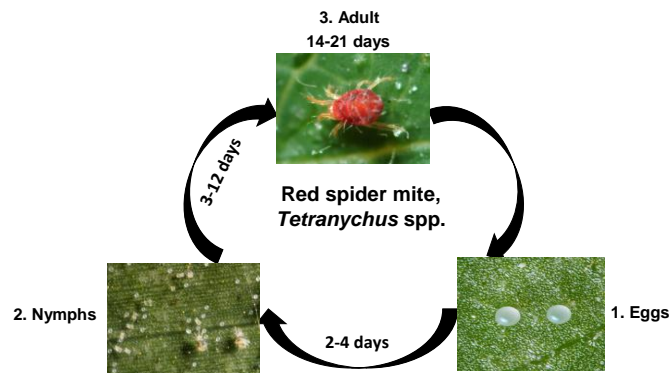 3. Adult
14-21 days
3-12 days
Red spider mite,
Tetranychus spp.
2. Nymphs
1. Eggs
2-4 days